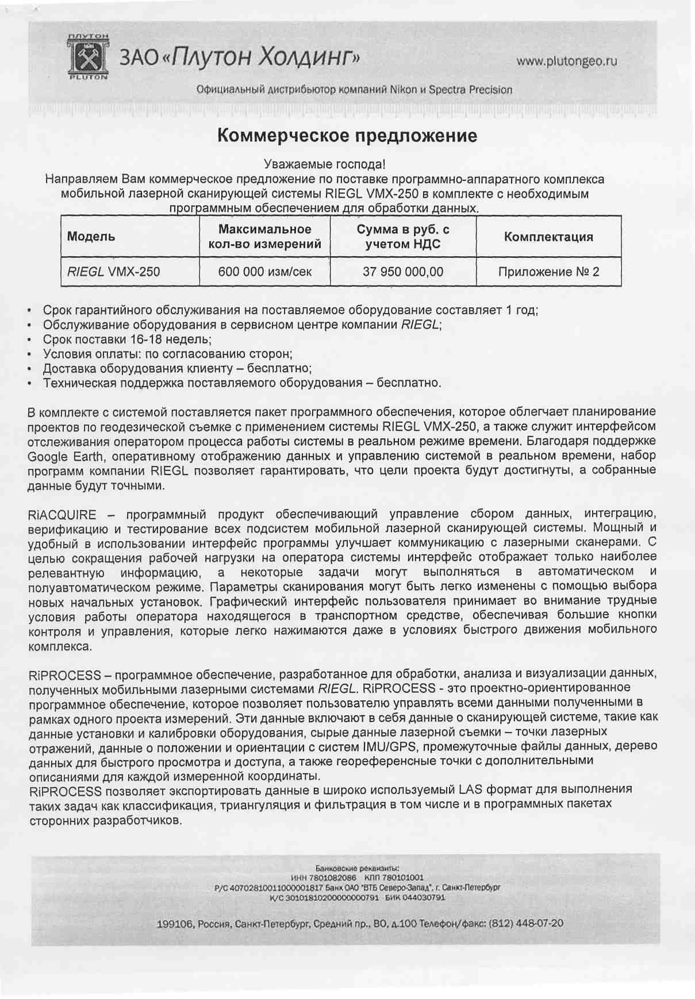 ПЛУТОН
PLUTON
ЗАО «Плутон Холдинг»
www.plutongeo.ru
Официальный дистрибьютор компаний Nikon и Spectra Precision
Коммерческое предложение
Уважаемые господа!
Направляем Вам коммерческое предложение по поставке программно-аппаратного комплекса
мобильной лазерной сканирующей системы RIEGL VMX-250 в комплекте с необходимым
программным обеспечением для обработки данных.
Модель
Максимальное
кол-во измерений
Сумма в руб. с
учетом НДС
Комплектация
RIEGL VMX-250
600 000 изм/сек
37 950 000,00
Приложение № 2
• Срок гарантийного обслуживания на поставляемое оборудование составляет 1 год;
• Обслуживание оборудования в сервисном центре компании RIEGL;
• Срок поставки 16-18 недель;
• Условия оплаты: по согласованию сторон;
• Доставка оборудования клиенту – бесплатно;
• Техническая поддержка поставляемого оборудования – бесплатно.
В комплекте с системой поставляется пакет программного обеспечения, которое облегчает планирование
проектов по геодезической съемке с применением системы RIEGL VMX-250, а также служит интерфейсом
отслеживания оператором процесса работы системы в реальном режиме времени. Благодаря поддержке
Google Earth, оперативному отображению данных и управлению системой в реальном времени, набор
программ компании RIEGL позволяет гарантировать, что цели проекта будут достигнуты, а собранные
данные будут точными.
RiACQUIRE – программный продукт обеспечивающий управление сбором данных, интеграцию,
верификацию и тестирование всех подсистем мобильной лазерной сканирующей системы. Мощный и
удобный в использовании интерфейс программы улучшает коммуникацию с лазерными сканерами. С
целью сокращения рабочей нагрузки на оператора системы интерфейс отображает только наиболее
релевантную информацию, а некоторые задачи могут выполняться в автоматическом и
полуавтоматическом режиме. Параметры сканирования могут быть легко изменены с помощью выбора
новых начальных установок. Графический интерфейс пользователя принимает во внимание трудные
условия работы оператора находящегося в транспортном средстве, обеспечивая большие кнопки
контроля и управления, которые легко нажимаются даже в условиях быстрого движения мобильного
комплекса.
RiPROCESS – программное обеспечение, разработанное для обработки, анализа и визуализации данных,
полученных мобильными лазерными системами RIEGL. RiPROCESS - это проектно-ориентированное
программное обеспечение, которое позволяет пользователю управлять всеми данными полученными в
рамках одного проекта измерений. Эти данные включают в себя данные о сканирующей системе, такие как
данные установки и калибровки оборудования, сырые данные лазерной съемки – точки лазерных
отражений, данные о положении и ориентации с систем IMU/GPS, промежуточные файлы данных, дерево
данных для быстрого просмотра и доступа, а также геореференсные точки с дополнительными
описаниями для каждой измеренной координаты.
RiPROCESS позволяет экспортировать данные в широко используемый LAS формат для выполнения
таких задач как классификация, триангуляция и фильтрация в том числе и в программных пакетах
сторонних разработчиков.
Банковские реквизиты:
ИНН 7801082086 КПП 780101001
Р/С 40702810011000001817 Банк ОАО "ВТБ Северо-Запад", г. Санкт-Петербург
К/С 30101810200000000791 БИК 044030791
199106, Россия, Санкт-Петербург, Средний пр., ВО, д.100 Телефон/факс: (812) 448-07-20